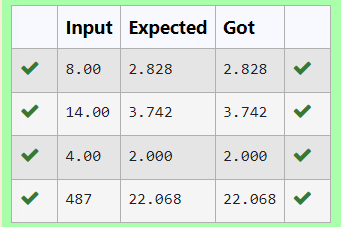 Input Expected Got
8.00 2.828 2.828
14.00 3.742 3.742
4.00 2.000 2.000
487 22.068 22.068